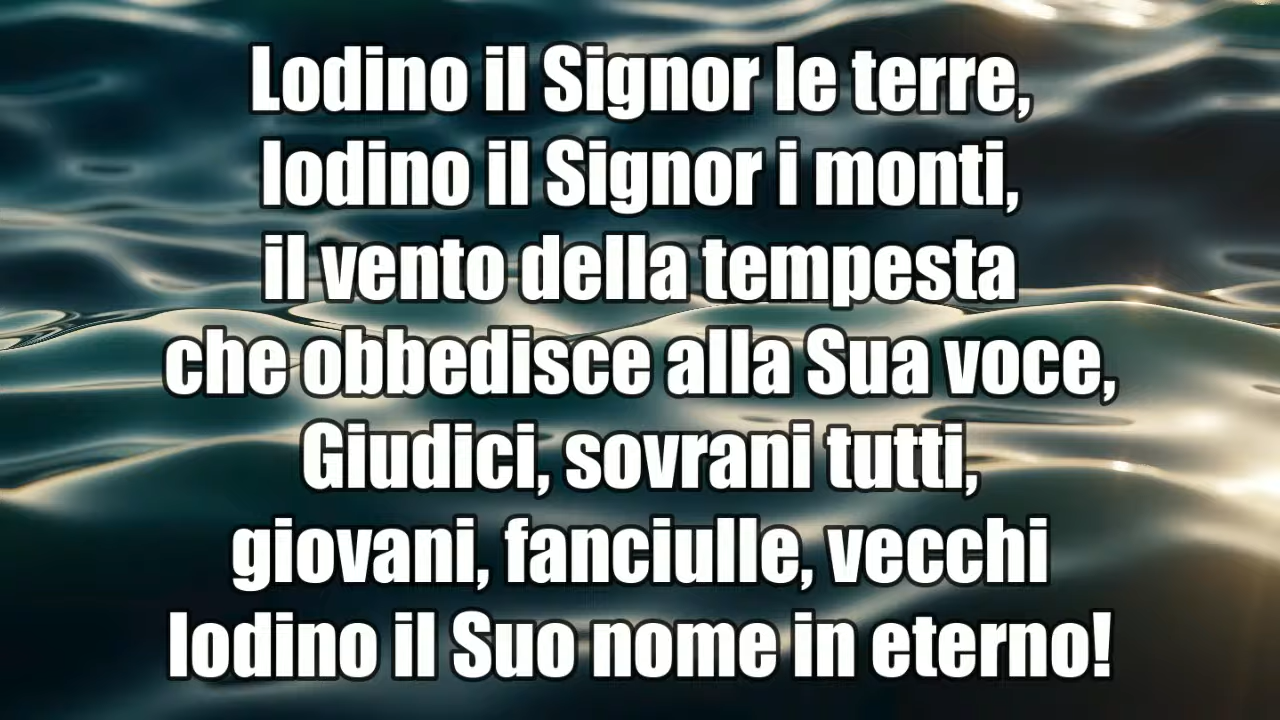 Lodino il Signor le terre,
lodino il Signor i monti,
il vento della tempesta
che obbedisce alla Sua voce,
Giudici, sovrani tutti,
giovani, fanciulle, vecchi
lodino il Suo nome in eterno!